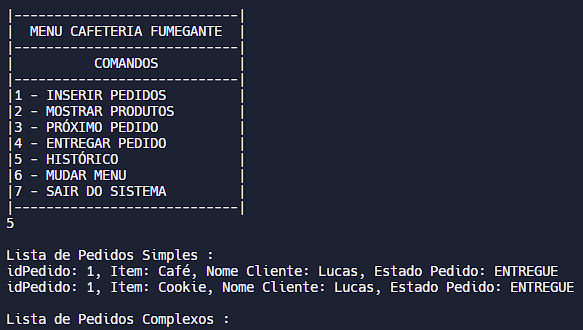 |----------------------------|
|  MENU CAFETERIA FUMEGANTE  |
|----------------------------|
|          COMANDOS          |
|----------------------------|
|1 - INSERIR PEDIDOS         |
|2 - MOSTRAR PRODUTOS        |
|3 - PRÓXIMO PEDIDO          |
|4 - ENTREGAR PEDIDO         |
|5 - HISTÓRICO               |
|6 - MUDAR MENU              |
|7 - SAIR DO SISTEMA         |
|----------------------------|
5
Lista de Pedidos Simples :
idPedido: 1, Item: Café, Nome Cliente: Lucas, Estado Pedido: ENTREGUE
idPedido: 1, Item: Cookie, Nome Cliente: Lucas, Estado Pedido: ENTREGUE
Lista de Pedidos Complexos :